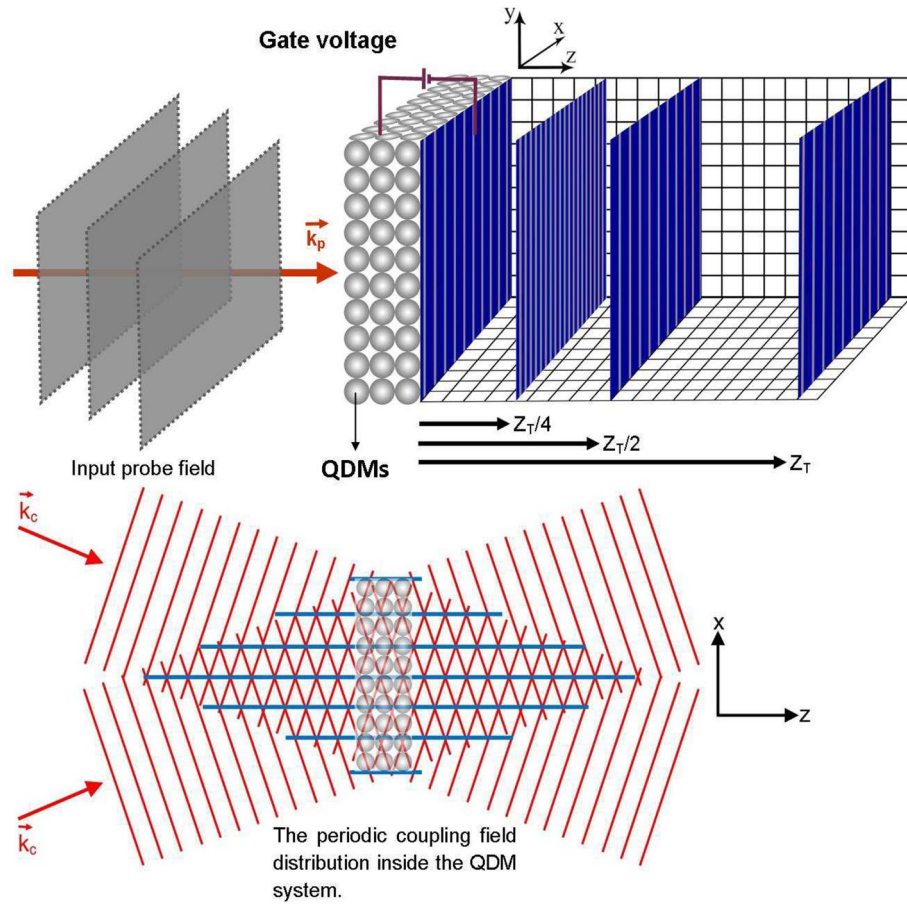 Gate voltage
y
x
z
k_p
Z_T/4
Z_T/2
Z_T
Input probe field
QDMs
k_c
x
z
k_c
The periodic coupling field
distribution inside the QDM
system.